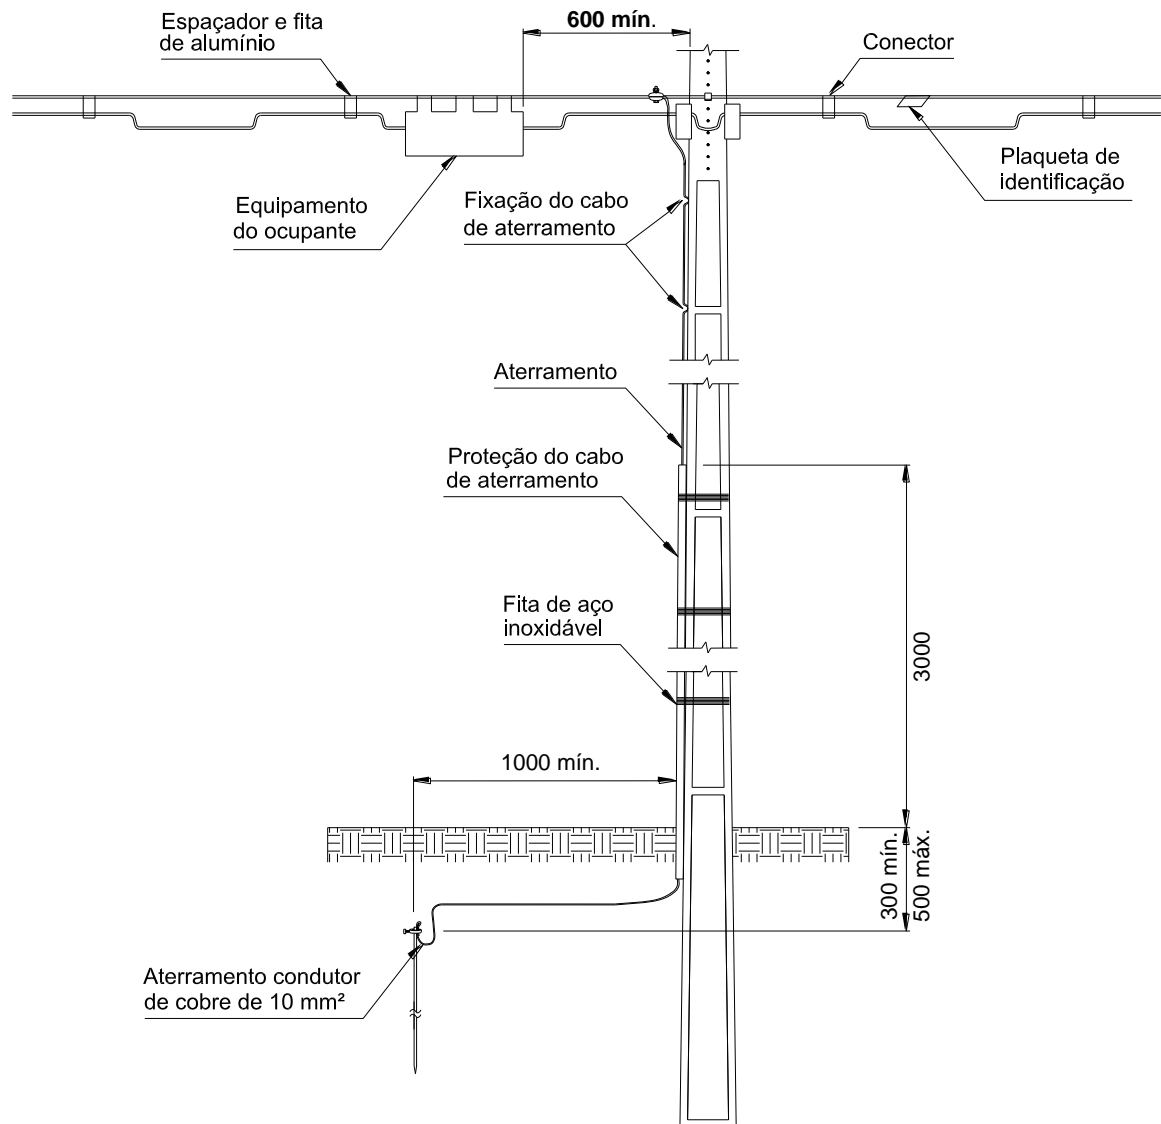 Espaçador e fita
de alumínio
600 mín.
Conector
Plaqueta de
identificação
Equipamento
do ocupante
Fixação do cabo
de aterramento
Aterramento
Proteção do cabo
de aterramento
Fita de aço
inoxidável
3000
1000 mín.
300 mín.
500 máx.
Aterramento condutor
de cobre de 10 mm²